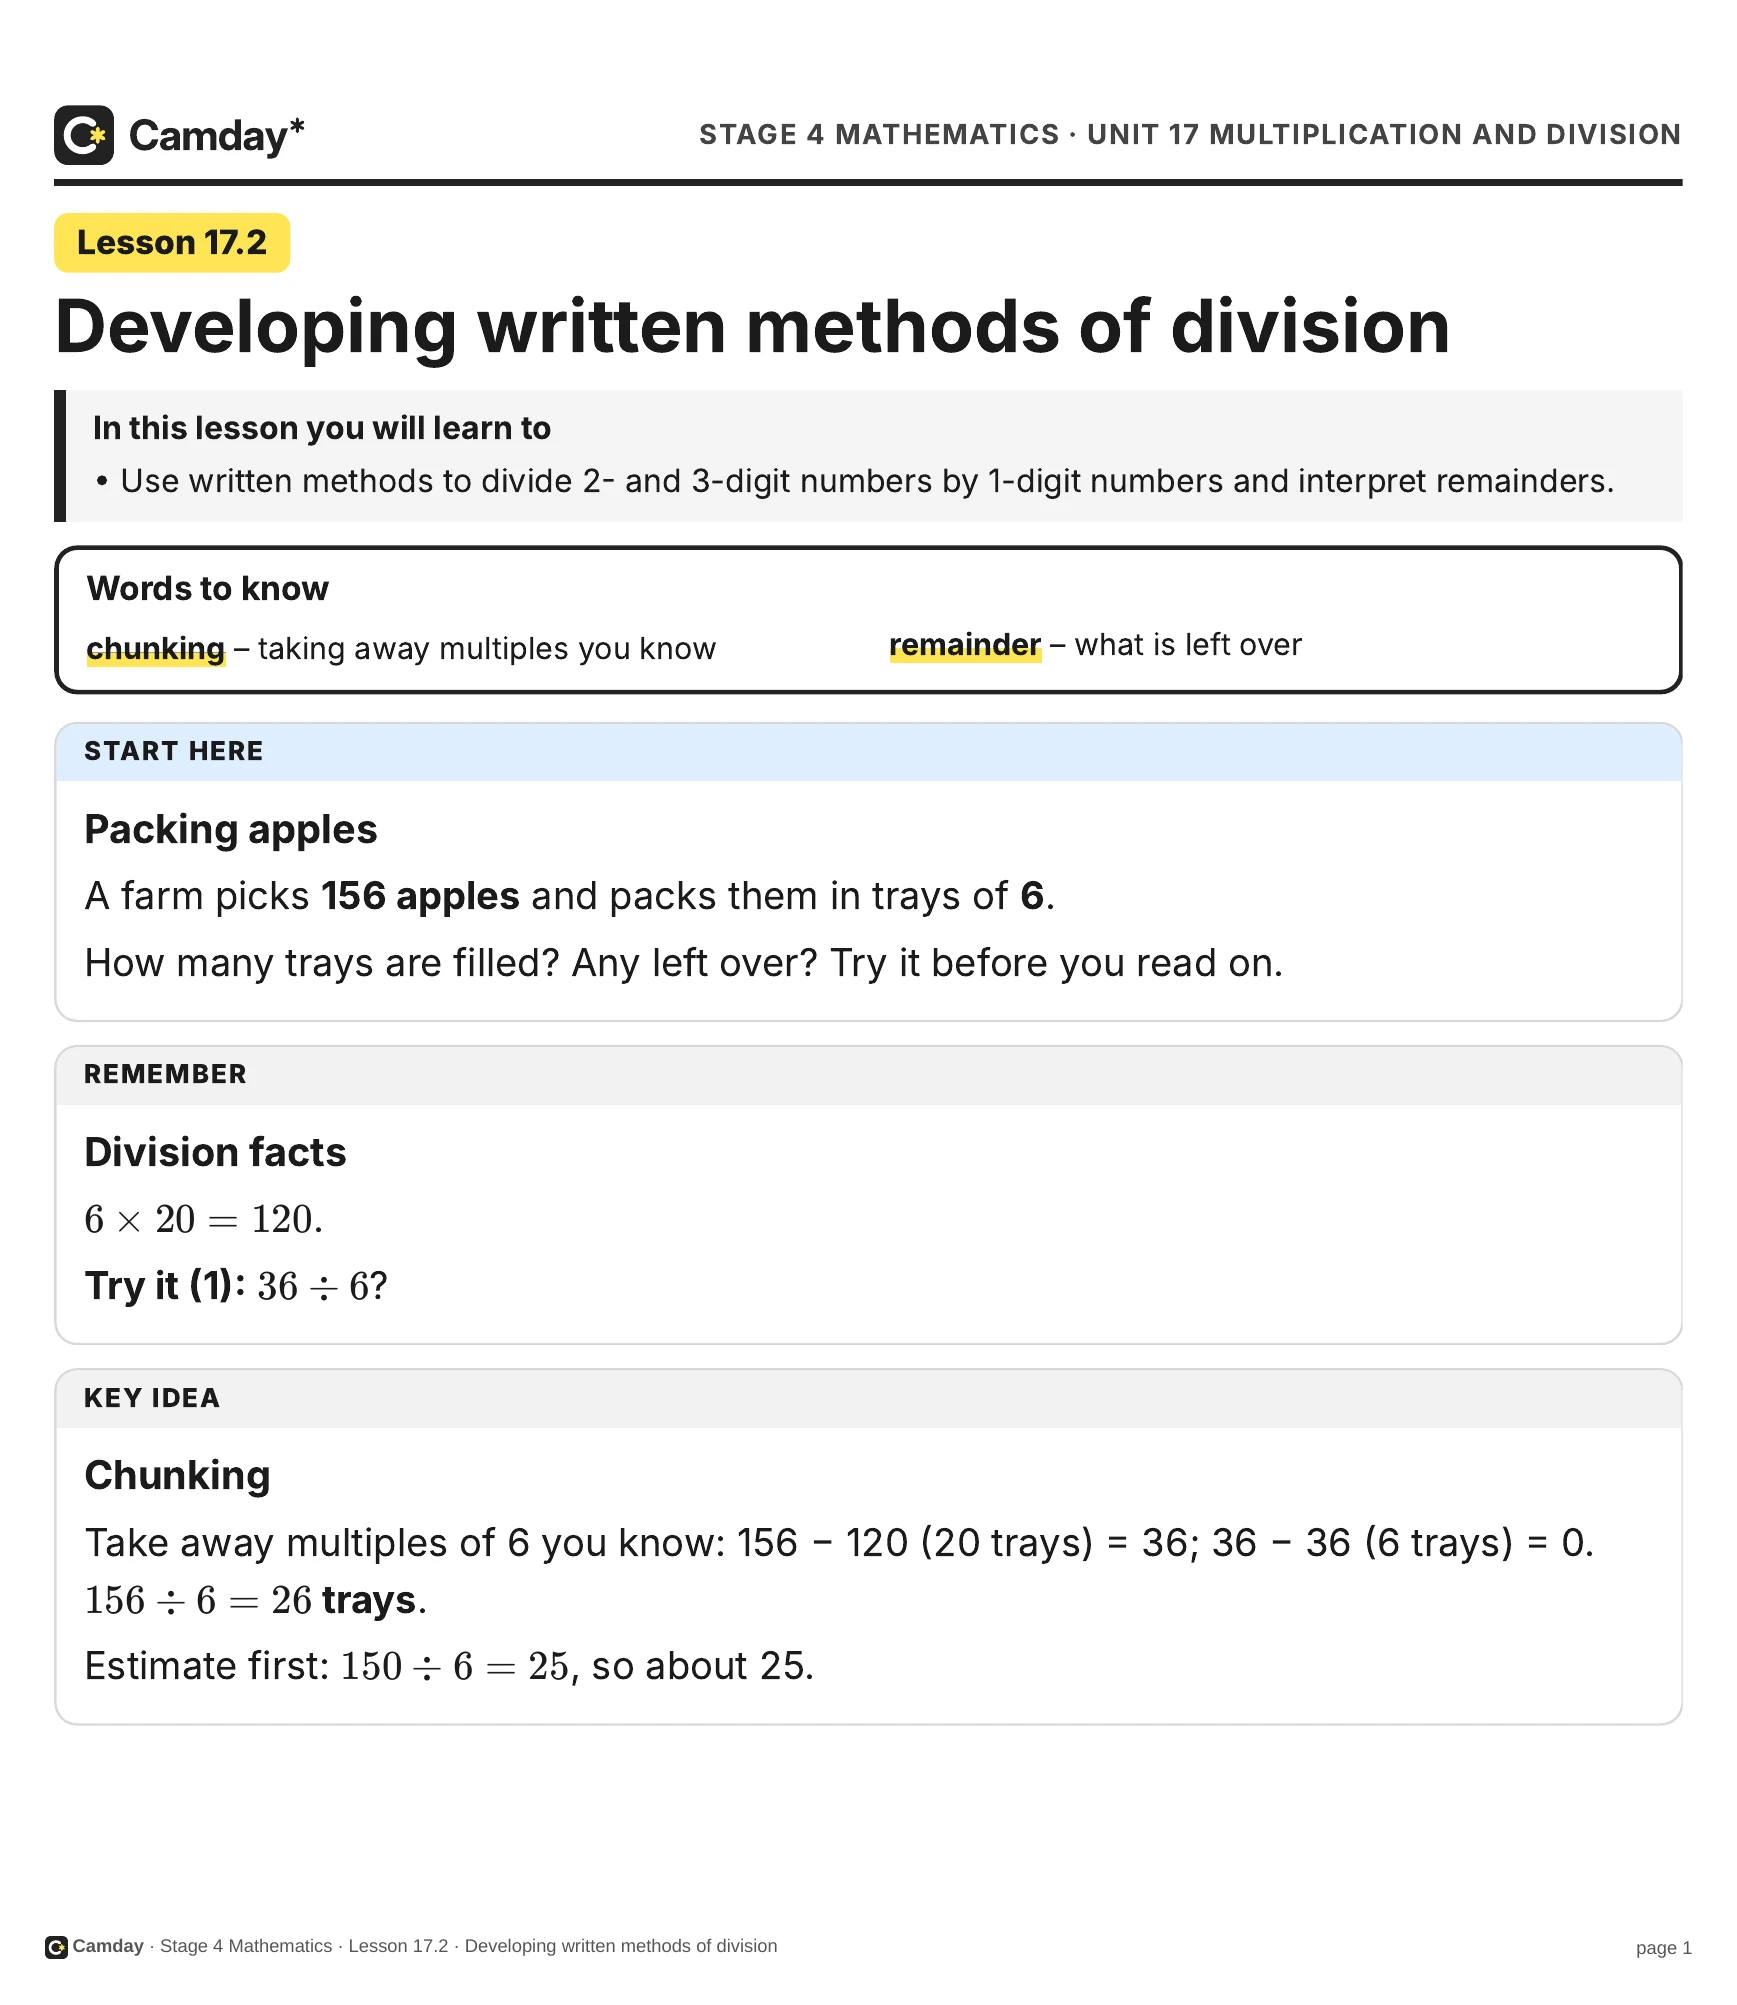 Camday*
STAGE 4 MATHEMATICS · UNIT 17 MULTIPLICATION AND DIVISION
Lesson 17.2
Developing written methods of division
In this lesson you will learn to
• Use written methods to divide 2- and 3-digit numbers by 1-digit numbers and interpret remainders.
Words to know
chunking – taking away multiples you know
remainder – what is left over
START HERE
Packing apples
A farm picks 156 apples and packs them in trays of 6.
How many trays are filled? Any left over? Try it before you read on.
REMEMBER
Division facts
6 × 20 = 120.
Try it (1): 36 ÷ 6?
KEY IDEA
Chunking
Take away multiples of 6 you know: 156 − 120 (20 trays) = 36; 36 − 36 (6 trays) = 0.
156 ÷ 6 = 26 trays.
Estimate first: 150 ÷ 6 = 25, so about 25.
Camday · Stage 4 Mathematics · Lesson 17.2 · Developing written methods of division
page 1